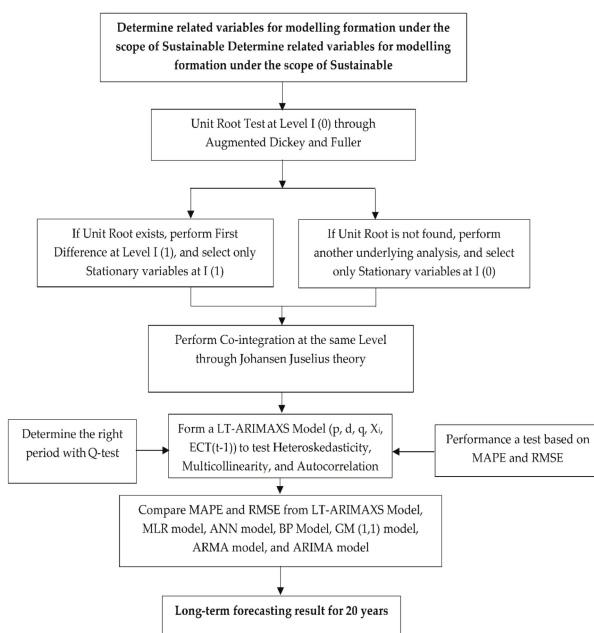 Determine related variables for modelling formation under the
scope of Sustainable Determine related variables for modelling
formation under the scope of Sustainable
Unit Root Test at Level I (0) through
Augmented Dickey and Fuller
If Unit Root exists, perform First
Difference at Level I (1), and select only
Stationary variables at I (1)
If Unit Root is not found, perform
another underlying analysis, and select
only Stationary variables at I (0)
Perform Co-integration at the same Level
through Johansen Juselius theory
Determine the right
period with Q-test
Form a LT-ARIMAXS Model (p, d, q, Xi,
ECT(t-1)) to test Heteroskedasticity,
Multicollinearity, and Autocorrelation
Performance a test based on
MAPE and RMSE
Compare MAPE and RMSE from LT-ARIMAXS Model,
MLR model, ANN model, BP Model, GM (1,1) model,
ARMA model, and ARIMA model
Long-term forecasting result for 20 years